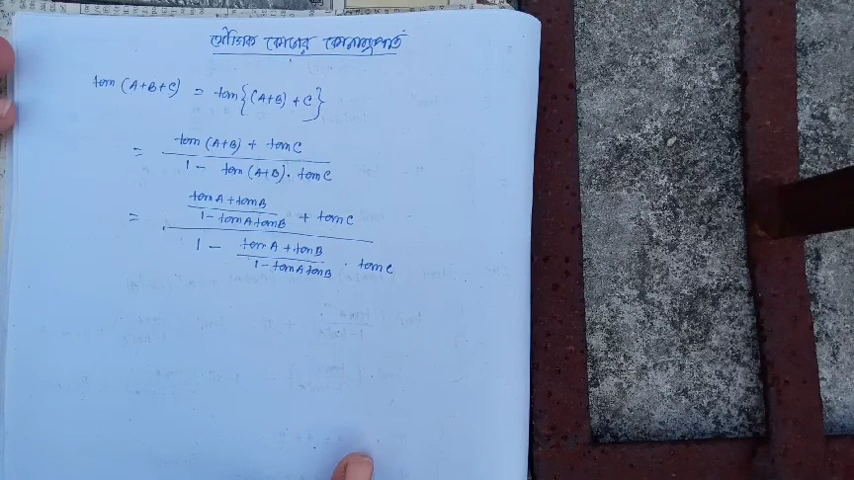 যৌগিক কোণের কোণানুপাত
tan (A+B+C) = tan{(A+B) + C}
= tan (A+B) + tan C / 1 - tan (A+B) . tan C
= tan A + tan B / 1 - tan A tan B + tan C / 1 - tan A + tan B / 1 - tan A tan B . tan C